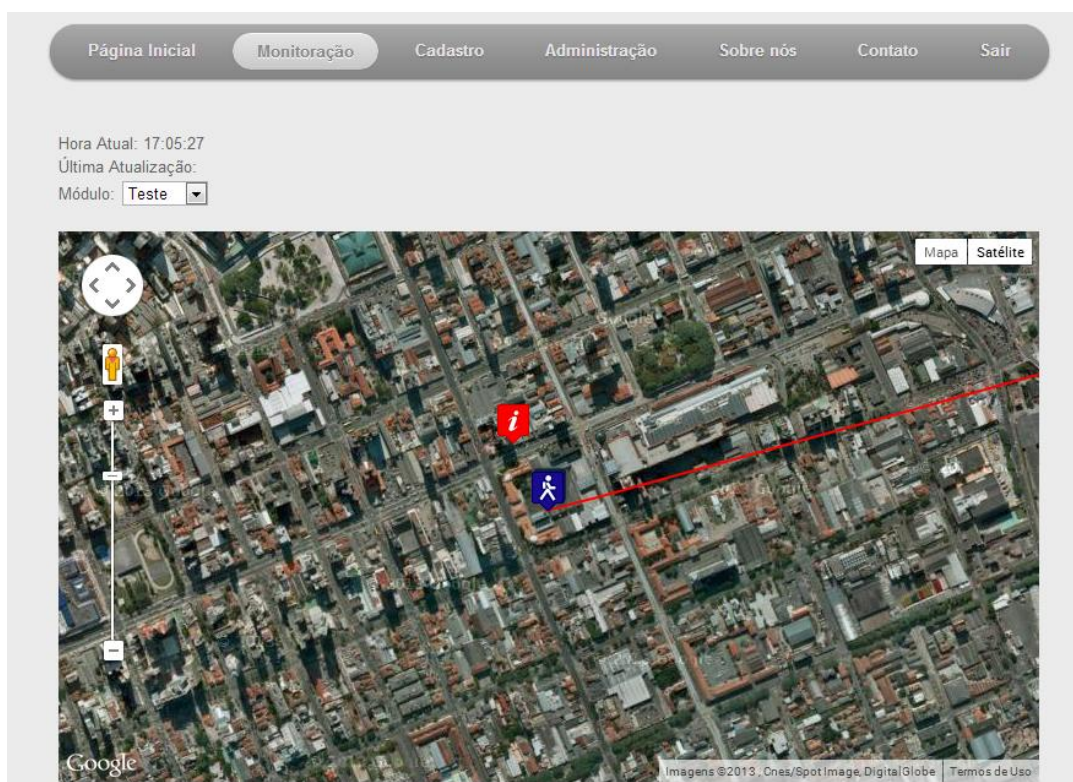 Página Inicial Monitoração Cadastro Administração Sobre nós Contato Sair
Hora Atual: 17:05:27
Última Atualização:
Módulo: Teste
Mapa Satélite
i
Google
Imagens ©2013 , Cnes/Spot Image, DigitalGlobe Termos de Uso